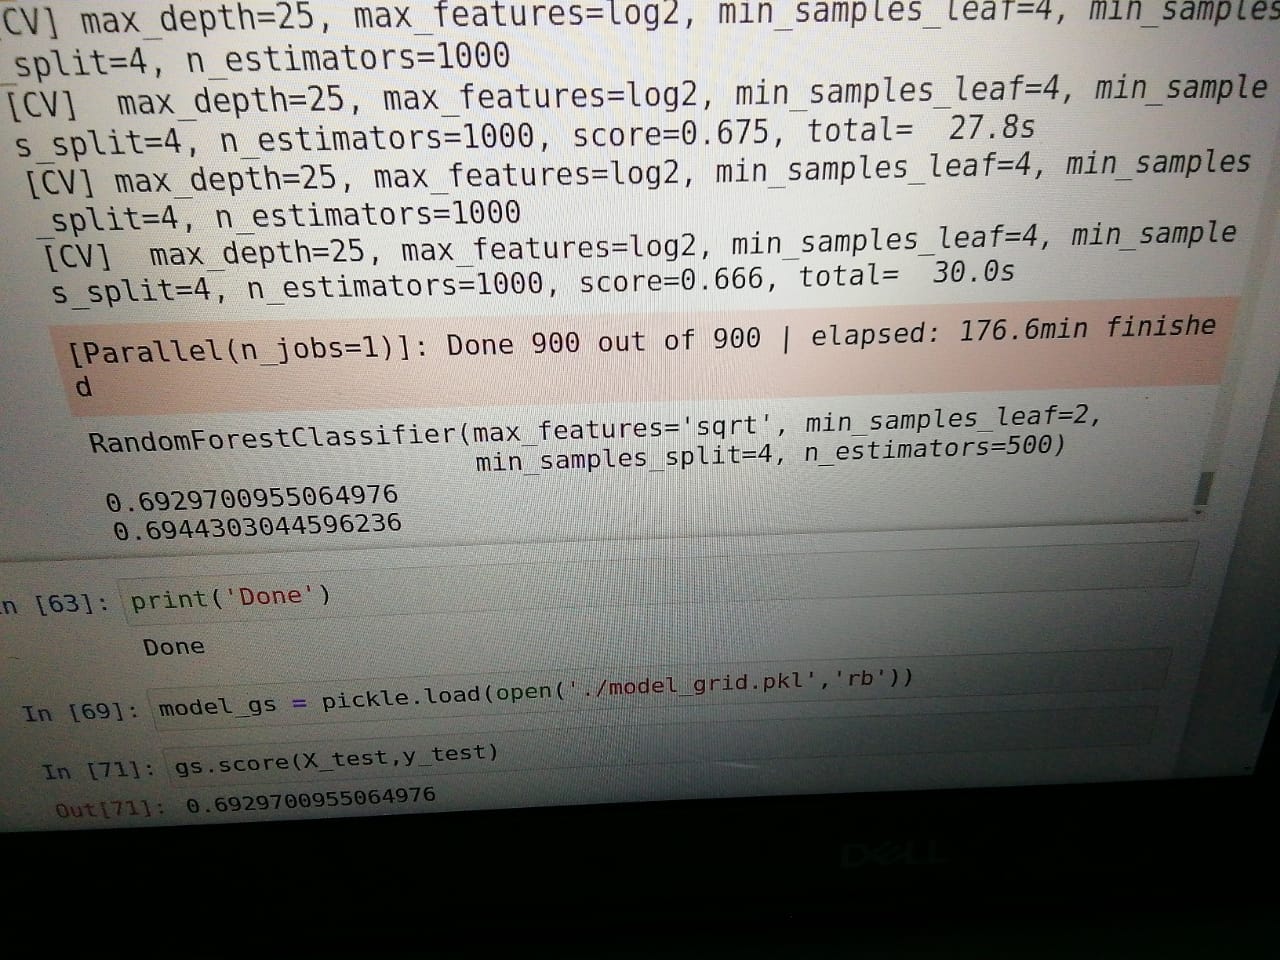 CV] max_depth=25, max_features=log2, min_samples_leaf=4, min_samples
_split=4, n_estimators=1000
[CV]  max_depth=25, max_features=log2, min_samples_leaf=4, min_sample
s_split=4, n_estimators=1000, score=0.675, total=  27.8s
[CV] max_depth=25, max_features=log2, min_samples_leaf=4, min_samples
_split=4, n_estimators=1000
[CV]  max_depth=25, max_features=log2, min_samples_leaf=4, min_sample
s_split=4, n_estimators=1000, score=0.666, total=  30.0s
[Parallel(n_jobs=1)]: Done 900 out of 900 | elapsed: 176.6min finishe
d
RandomForestClassifier(max_features='sqrt', min_samples_leaf=2,
min_samples_split=4, n_estimators=500)
0.6929700955064976
0.6944303044596236
n [63]: print('Done')
Done
In [69]: model_gs = pickle.load(open('./model_grid.pkl','rb'))
In [71]: gs.score(X_test,y_test)
Out[71]: 0.6929700955064976
DELL